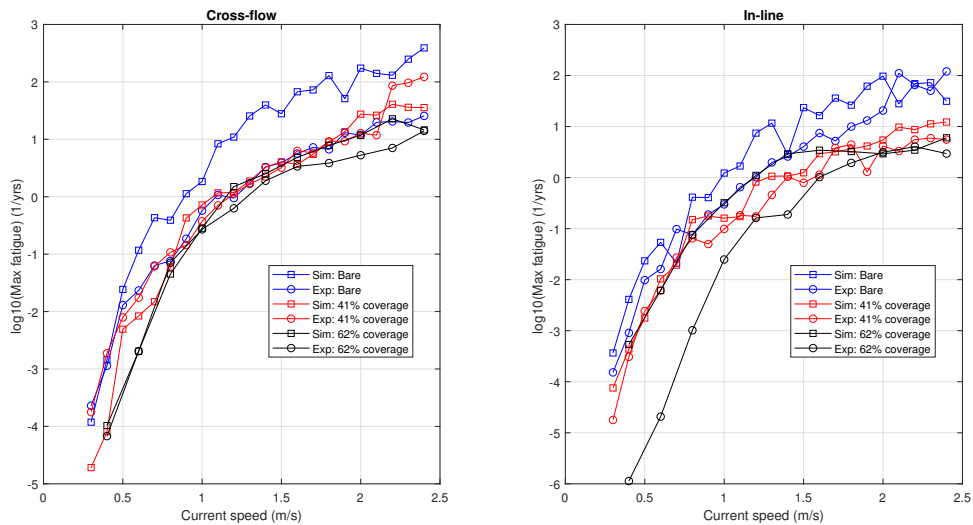 Cross-flow
3
2
1
0
-1
-2
-3
-4
-5
0
0.5
1
1.5
2
2.5
log10(Max fatigue) (1/yrs)
Current speed (m/s)
Sim: Bare
Exp: Bare
Sim: 41% coverage
Exp: 41% coverage
Sim: 62% coverage
Exp: 62% coverage
In-line
3
2
1
0
-1
-2
-3
-4
-5
-6
0
0.5
1
1.5
2
2.5
log10(Max fatigue) (1/yrs)
Current speed (m/s)
Sim: Bare
Exp: Bare
Sim: 41% coverage
Exp: 41% coverage
Sim: 62% coverage
Exp: 62% coverage